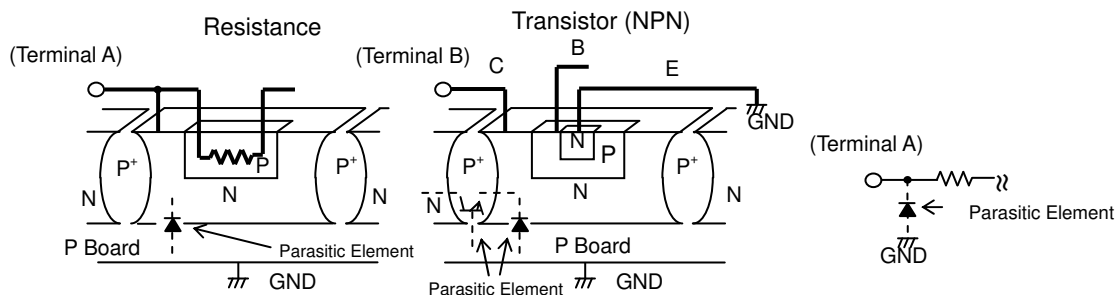 Resistance
Transistor (NPN)
(Terminal A)
(Terminal B)
C
B
E
GND
P+
N
P
N
P+
N
P Board
Parasitic Element
GND
P+
N
N
P
N
P+
N
P Board
Parasitic Element
GND
(Terminal A)
Parasitic Element
GND